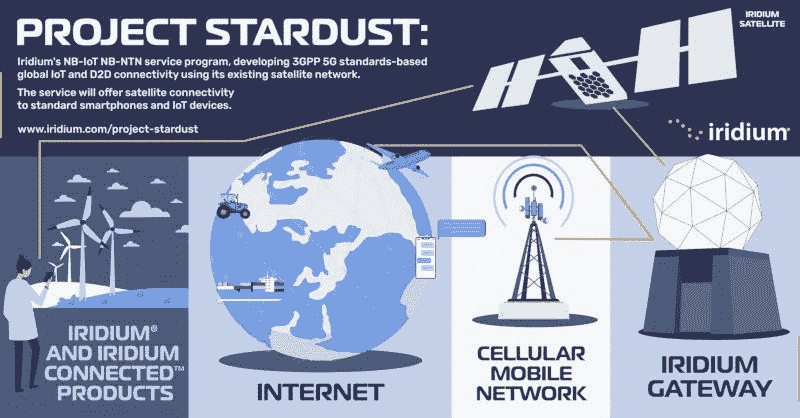 PROJECT STARDUST:
Iridium's NB-IoT NB-NTN service program, developing 3GPP 5G standards-based
global IoT and D2D connectivity using its existing satellite network.
The service will offer satellite connectivity
to standard smartphones and IoT devices.
www.iridium.com/project-stardust
IRIDIUM
SATELLITE
iridium®
IRIDIUM®
AND IRIDIUM
CONNECTED™
PRODUCTS
INTERNET
CELLULAR
MOBILE
NETWORK
IRIDIUM
GATEWAY